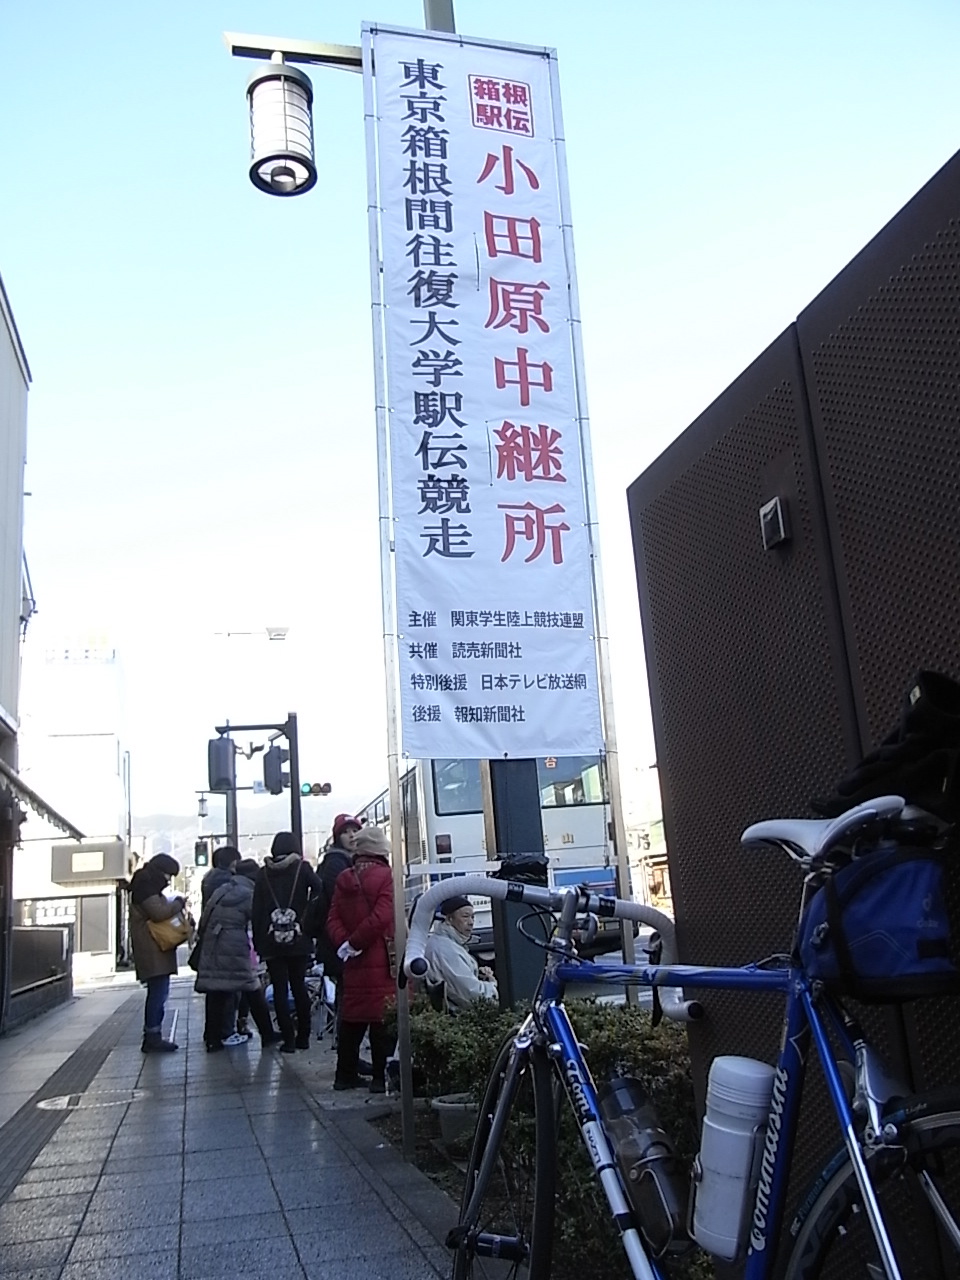 箱根
駅伝
小田原中継所
東京箱根間往復大学駅伝競走
主催 関東学生陸上競技連盟
共催 読売新聞社
特別後援 日本テレビ放送網
後援 報知新聞社
台
山
Tommasini